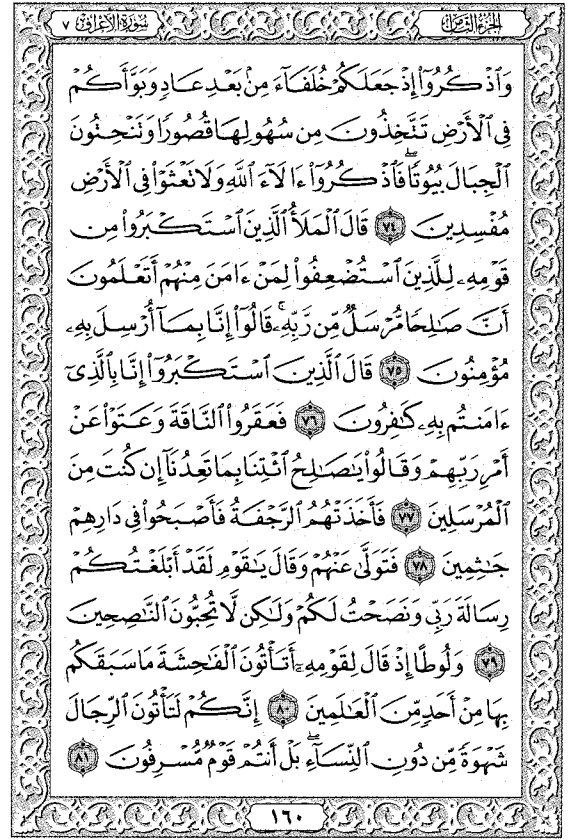 الجزء الثامن
سورة الأعراف ٧
وَٱذْكُرُوٓا۟ إِذْ جَعَلَكُمْ خُلَفَآءَ مِنۢ بَعْدِ عَادٍ وَبَوَّأَكُمْ
فِى ٱلْأَرْضِ تَتَّخِذُونَ مِن سُهُولِهَا قُصُورًا وَتَنْحِتُونَ
ٱلْجِبَالَ بُيُوتًا ۖ فَٱذْكُرُوٓا۟ ءَالَآءَ ٱللَّهِ وَلَا تَعْثَوْا۟ فِى ٱلْأَرْضِ
مُفْسِدِينَ ٧٤ قَالَ ٱلْمَلَأُ ٱلَّذِينَ ٱسْتَكْبَرُوا۟ مِن
قَوْمِهِۦ لِلَّذِينَ ٱسْتُضْعِفُوا۟ لِمَنْ ءَامَنَ مِنْهُمْ أَتَعْلَمُونَ
أَنَّ صَٰلِحًا مُّرْسَلٌ مِّن رَّبِّهِۦ ۚ قَالُوٓا۟ إِنَّا بِمَآ أُرْسِلَ بِهِۦ
مُؤْمِنُونَ ٧٥ قَالَ ٱلَّذِينَ ٱسْتَكْبَرُوٓا۟ إِنَّا بِٱلَّذِىٓ
ءَامَنتُم بِهِۦ كَٰفِرُونَ ٧٦ فَعَقَرُوا۟ ٱلنَّاقَةَ وَعَتَوْا۟ عَنْ
أَمْرِ رَبِّهِمْ وَقَالُوا۟ يَٰصَٰلِحُ ٱئْتِنَا بِمَا تَعِدُنَآ إِن كُنتَ مِنَ
ٱلْمُرْسَلِينَ ٧٧ فَأَخَذَتْهُمُ ٱلرَّجْفَةُ فَأَصْبَحُوا۟ فِى دَارِهِمْ
جَٰثِمِينَ ٧٨ فَتَوَلَّىٰ عَنْهُمْ وَقَالَ يَٰقَوْمِ لَقَدْ أَبْلَغْتُكُمْ
رِسَالَةَ رَبِّى وَنَصَحْتُ لَكُمْ وَلَٰكِن لَّا تُحِبُّونَ ٱلنَّٰصِحِينَ
٧٩ وَلُوطًا إِذْ قَالَ لِقَوْمِهِۦٓ أَتَأْتُونَ ٱلْفَٰحِشَةَ مَا سَبَقَكُم
بِهَا مِنْ أَحَدٍ مِّنَ ٱلْعَٰلَمِينَ ٨٠ إِنَّكُمْ لَتَأْتُونَ ٱلرِّجَالَ
شَهْوَةً مِّن دُونِ ٱلنِّسَآءِ ۚ بَلْ أَنتُمْ قَوْمٌ مُّسْرِفُونَ ٨١
١٦٠